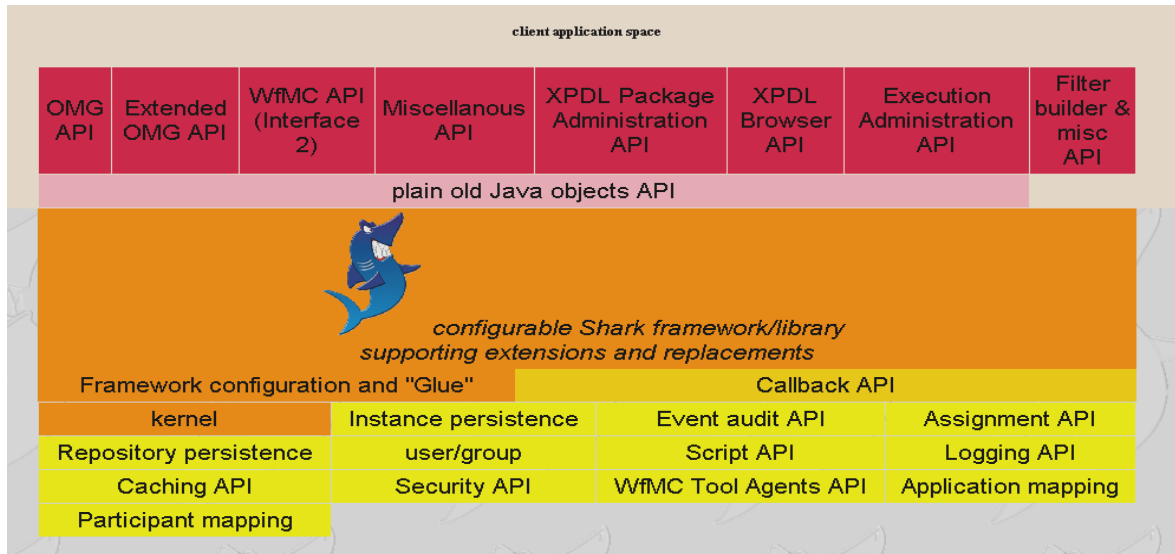 client application space
OMG API
Extended OMG API
WfMC API (Interface 2)
Miscellanous API
XPDL Package Administration API
XPDL Browser API
Execution Administration API
Filter builder & misc API
plain old Java objects API
configurable Shark framework/library
supporting extensions and replacements
Framework configuration and "Glue"
Callback API
kernel
Instance persistence
Event audit API
Assignment API
Repository persistence
user/group
Script API
Logging API
Caching API
Security API
WfMC Tool Agents API
Application mapping
Participant mapping